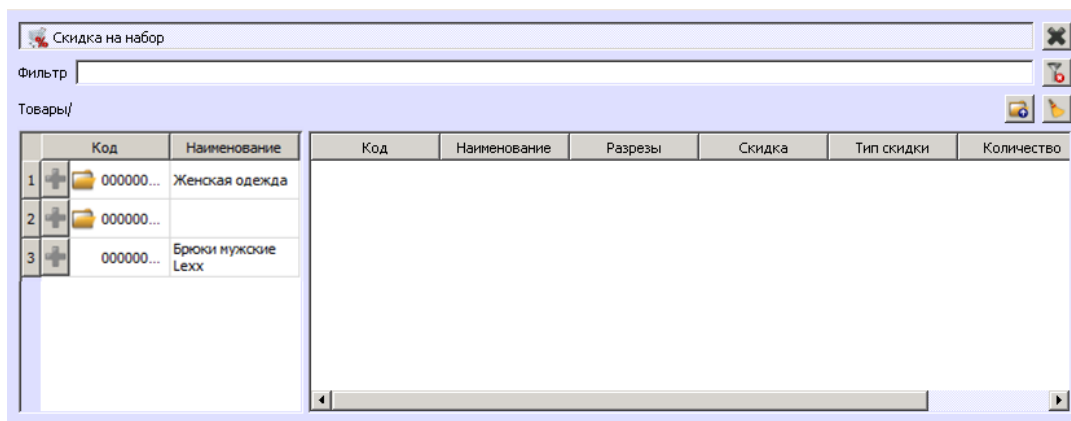 Скидка на набор
Фильтр
Товары/
Код Наименование Код Наименование Разрезы Скидка Тип скидки Количество
1 000000... Женская одежда
2 000000...
3 000000... Брюки мужские
Lexx